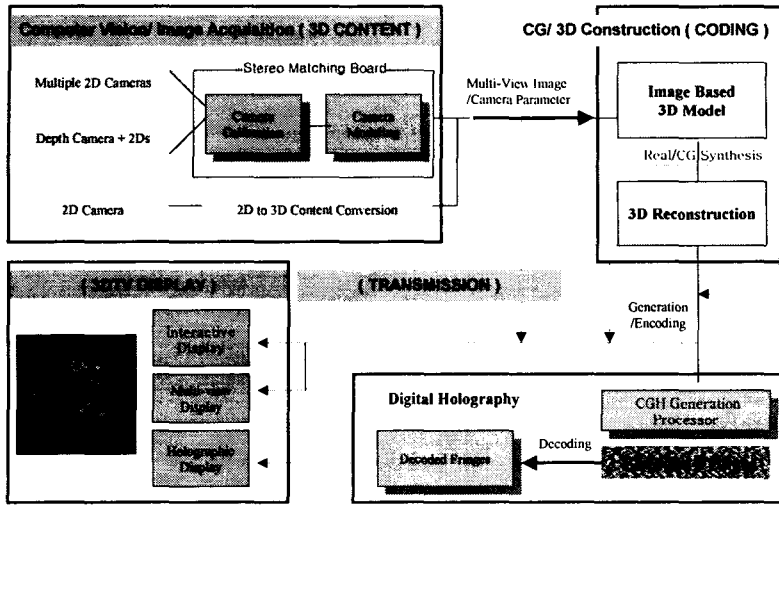 Computer Vision/ Image Acquisition ( 3D CONTENT )
Multiple 2D Cameras
Depth Camera + 2Ds
2D Camera
Stereo Matching Board
Camera
Calibration
Camera
Modeling
2D to 3D Content Conversion
Multi-View Image
/Camera Parameter
CG/ 3D Construction ( CODING )
Image Based
3D Model
Real/CG Synthesis
3D Reconstruction
Generation
/Encoding
( 3DTV DISPLAY )
Interactive
Display
Multi-view
Display
Holographic
Display
( TRANSMISSION )
Digital Holography
CGH Generation
Processor
Decoding
Decoded Fringes